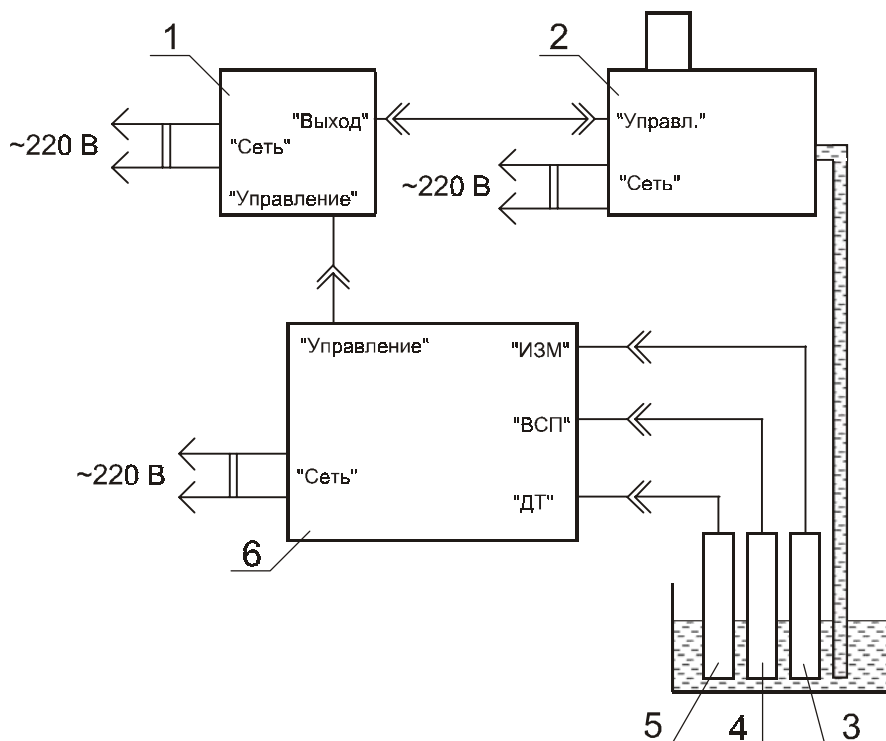 1
2
"Выход"
~220 В
"Сеть"
"Управление"
"Управл."
~220 В
"Сеть"
"Управление"
"ИЗМ"
"ВСП"
~220 В
"Сеть"
"ДТ"
6
5
4
3